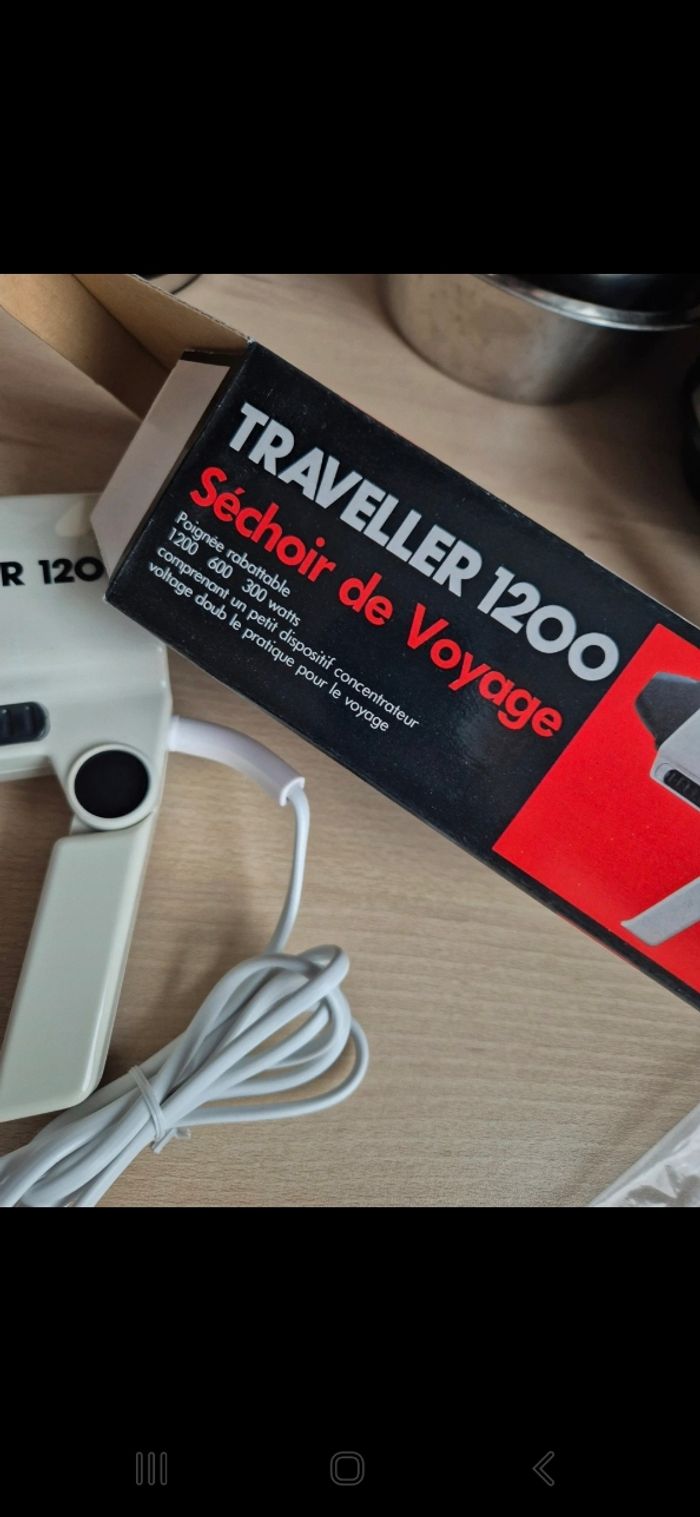 TRAVELLER 1200
Séchoir de Voyage
Poignée rabattable
1200 600 300 watts
comprenant un petit dispositif concentrateur
voltage doub le pratique pour le voyage
R 120